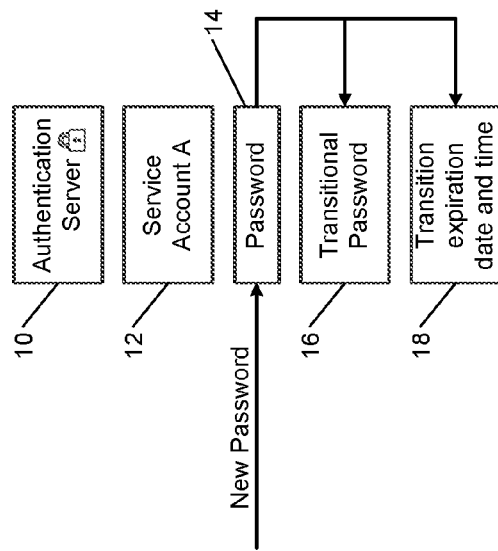 10
Authentication
Server
12
Service
Account A
New Password
Password
14
16
Transitional
Password
18
Transition
expiration
date and time